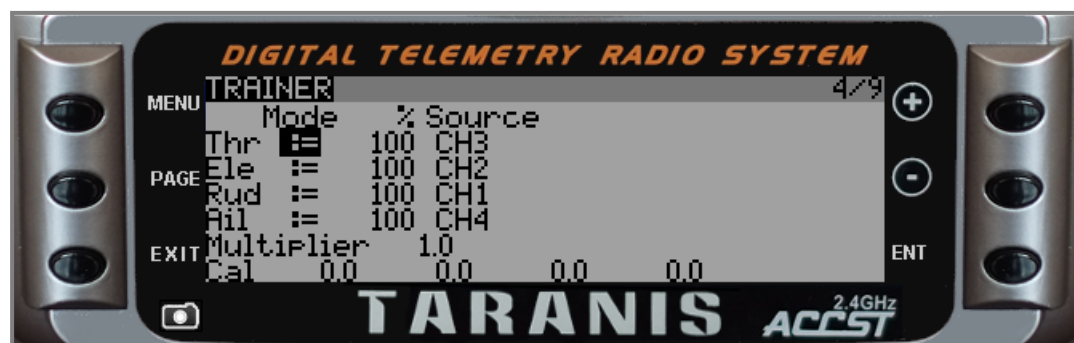 DIGITAL TELEMETRY RADIO SYSTEM
MENU
PAGE
EXIT
TRAINER 4/9
Mode % Source
Thr := 100 CH3
Ele := 100 CH2
Rud := 100 CH1
Ail := 100 CH4
Multiplier 1.0
Cal 0.0 0.0 0.0 0.0
+
-
ENT
TARANIS
ACCST 2.4GHz